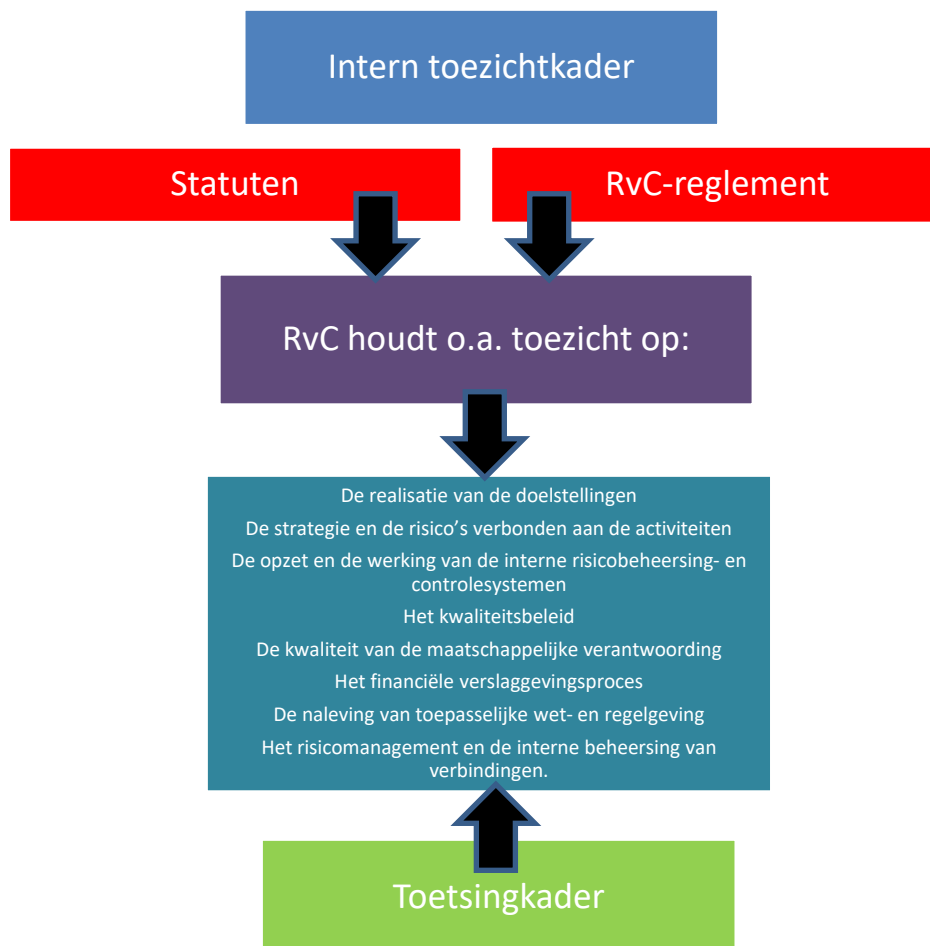 Intern toezichtkader
Statuten
RvC-reglement
RvC houdt o.a. toezicht op:
De realisatie van de doelstellingen
De strategie en de risico's verbonden aan de activiteiten
De opzet en de werking van de interne risicobeheersing- en
controlesystemen
Het kwaliteitsbeleid
De kwaliteit van de maatschappelijke verantwoording
Het financiële verslaggevingsproces
De naleving van toepasselijke wet- en regelgeving
Het risicomanagement en de interne beheersing van
verbindingen.
Toetsingkader